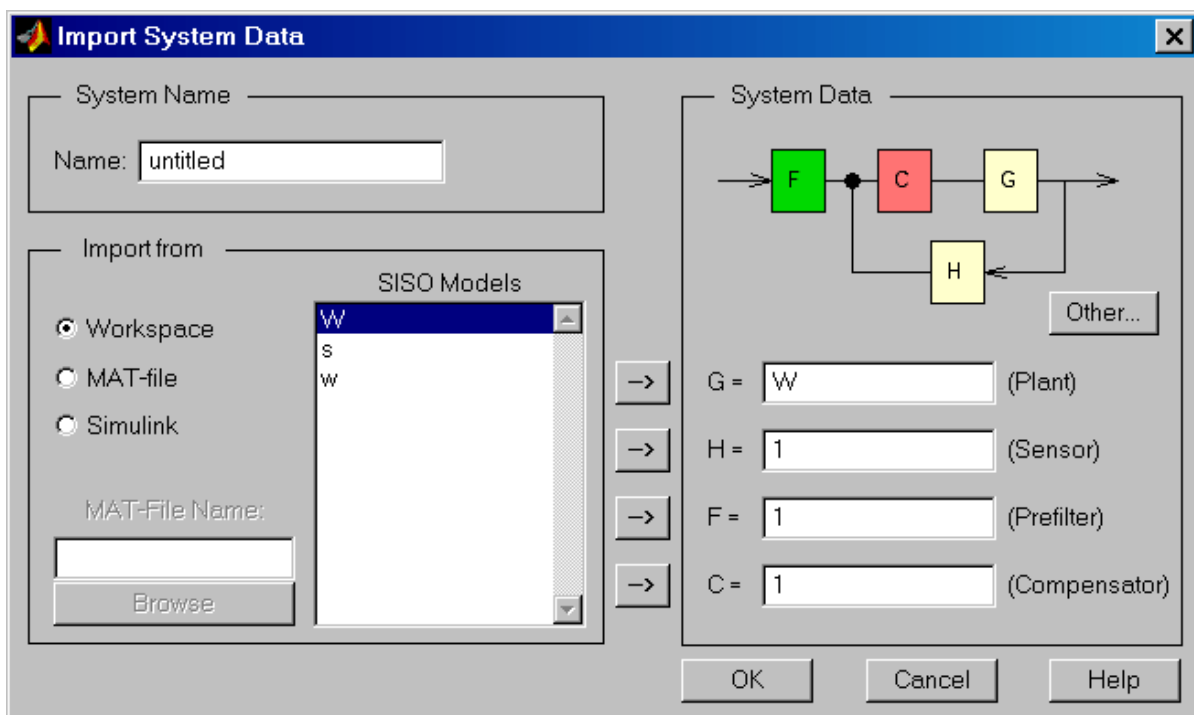 Import System Data
System Name
Name: untitled
Import from
Workspace
MAT-file
Simulink
MAT-File Name:
Browse
SISO Models
W
s
w
-->
-->
-->
-->
System Data
F
C
G
H
Other...
G = W (Plant)
H = 1 (Sensor)
F = 1 (Prefilter)
C = 1 (Compensator)
OK
Cancel
Help